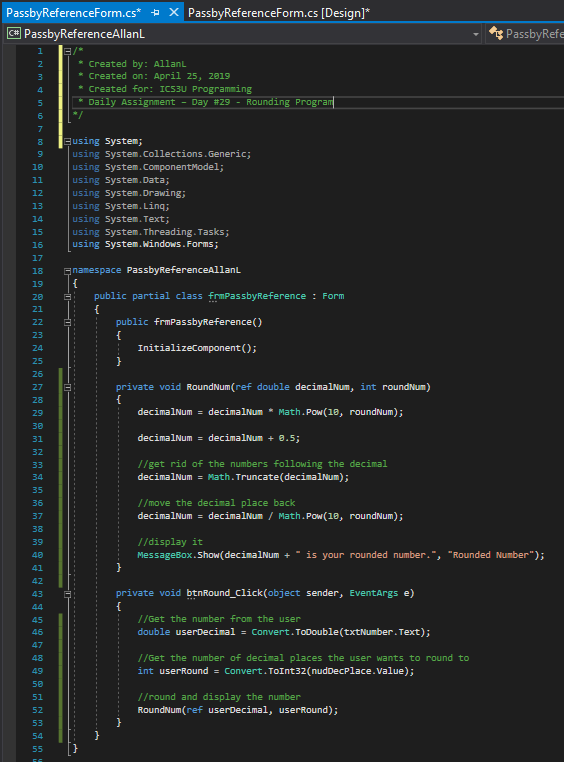 PassbyReferenceForm.cs*
PassbyReferenceForm.cs [Design]*
C# PassbyReferenceAllanL
PassbyRefe
1 /*
2 * Created by: AllanL
3 * Created on: April 25, 2019
4 * Created for: ICS3U Programming
5 * Daily Assignment – Day #29 - Rounding Program
6 */
7
8 using System;
9 using System.Collections.Generic;
10 using System.ComponentModel;
11 using System.Data;
12 using System.Drawing;
13 using System.Linq;
14 using System.Text;
15 using System.Threading.Tasks;
16 using System.Windows.Forms;
17
18 namespace PassbyReferenceAllanL
19 {
20 public partial class frmPassbyReference : Form
21 {
22 public frmPassbyReference()
23 {
24 InitializeComponent();
25 }
26
27 private void RoundNum(ref double decimalNum, int roundNum)
28 {
29 decimalNum = decimalNum * Math.Pow(10, roundNum);
30
31 decimalNum = decimalNum + 0.5;
32
33 //get rid of the numbers following the decimal
34 decimalNum = Math.Truncate(decimalNum);
35
36 //move the decimal place back
37 decimalNum = decimalNum / Math.Pow(10, roundNum);
38
39 //display it
40 MessageBox.Show(decimalNum + " is your rounded number.", "Rounded Number");
41 }
42
43 private void btnRound_Click(object sender, EventArgs e)
44 {
45 //Get the number from the user
46 double userDecimal = Convert.ToDouble(txtNumber.Text);
47
48 //Get the number of decimal places the user wants to round to
49 int userRound = Convert.ToInt32(nudDecPlace.Value);
50
51 //round and display the number
52 RoundNum(ref userDecimal, userRound);
53 }
54 }
55 }
56